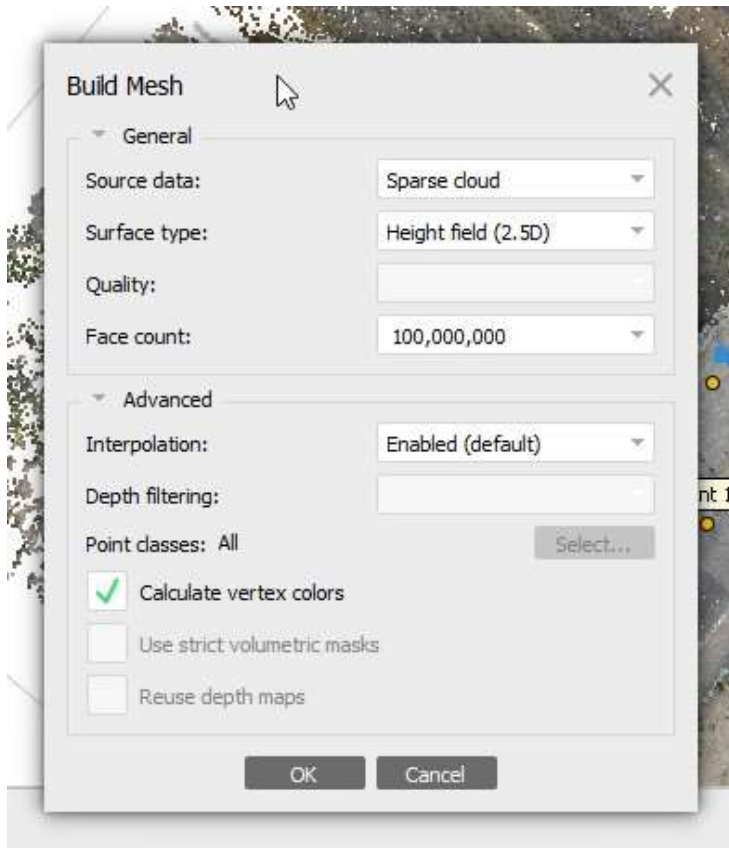 Build Mesh
General
Source data: Sparse cloud
Surface type: Height field (2.5D)
Quality:
Face count: 100,000,000
Advanced
Interpolation: Enabled (default)
Depth filtering:
Point classes: All Select...
Calculate vertex colors
Use strict volumetric masks
Reuse depth maps
OK Cancel